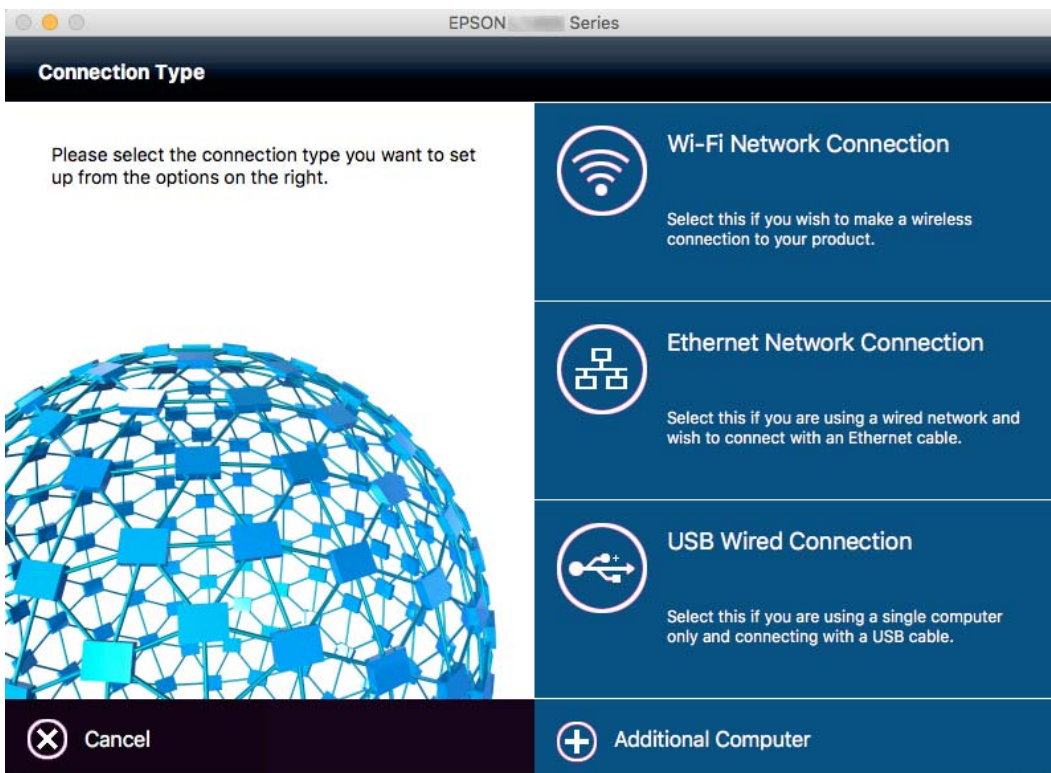 EPSON Series
Connection Type
Please select the connection type you want to set
up from the options on the right.
Wi-Fi Network Connection
Select this if you wish to make a wireless
connection to your product.
Ethernet Network Connection
Select this if you are using a wired network and
wish to connect with an Ethernet cable.
USB Wired Connection
Select this if you are using a single computer
only and connecting with a USB cable.
Cancel
Additional Computer